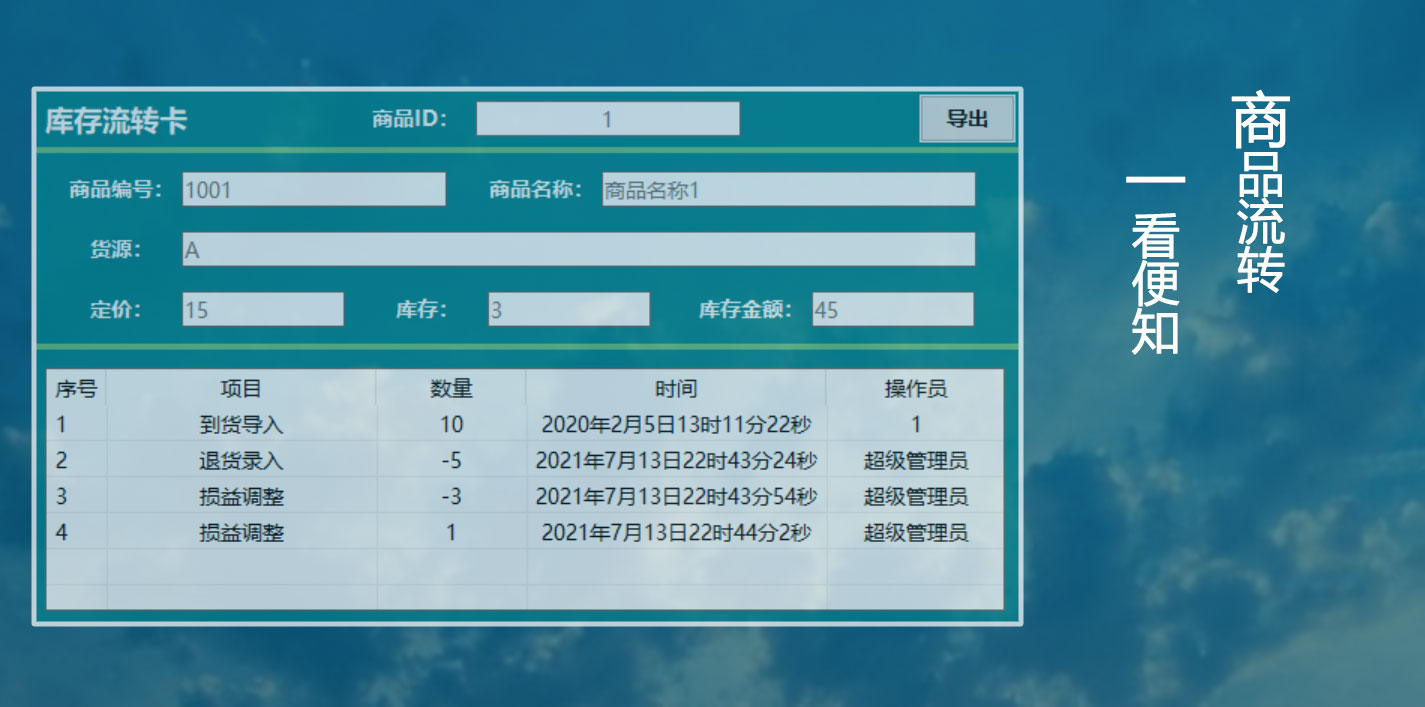 库存流转卡 商品ID： 1 导出
商品编号： 1001 商品名称： 商品名称1
货源： A
定价： 15 库存： 3 库存金额： 45
序号 项目 数量 时间 操作员
1 到货导入 10 2020年2月5日13时11分22秒 1
2 退货录入 -5 2021年7月13日22时43分24秒 超级管理员
3 损益调整 -3 2021年7月13日22时43分54秒 超级管理员
4 损益调整 1 2021年7月13日22时44分2秒 超级管理员
商品流转
一看便知